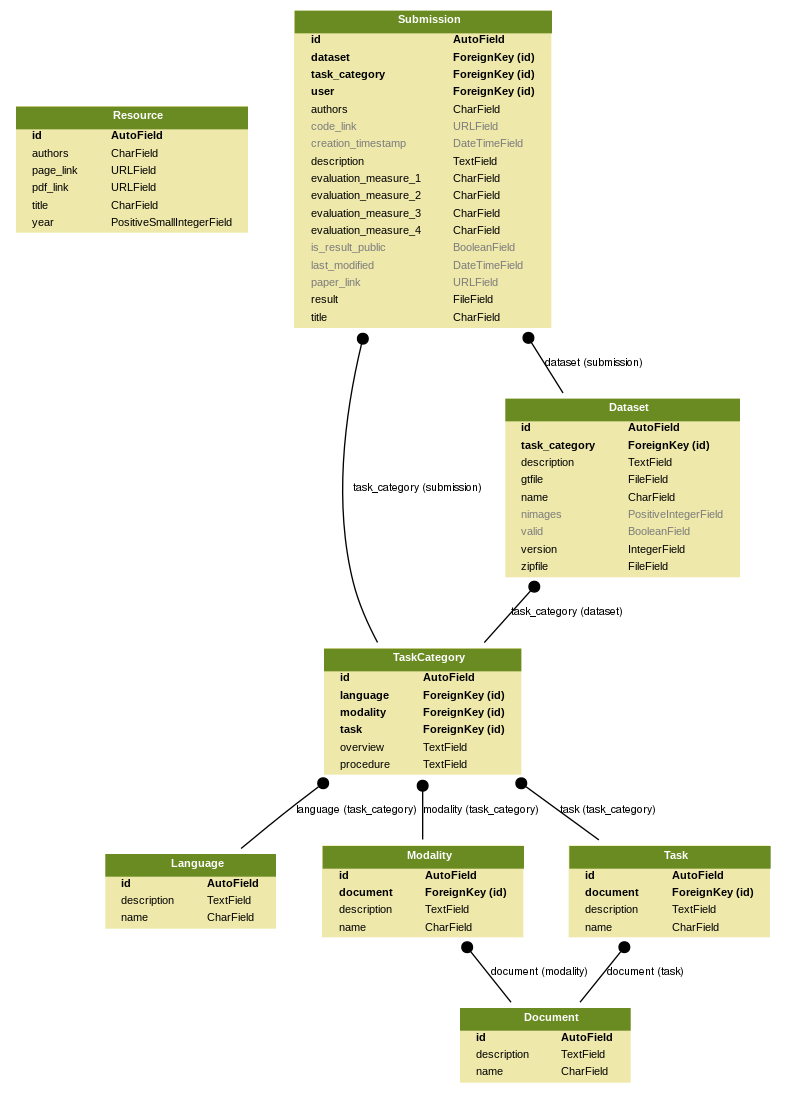 Submission
id AutoField
dataset ForeignKey (id)
task_category ForeignKey (id)
user ForeignKey (id)
authors CharField
code_link URLField
creation_timestamp DateTimeField
description TextField
evaluation_measure_1 CharField
evaluation_measure_2 CharField
evaluation_measure_3 CharField
evaluation_measure_4 CharField
is_result_public BooleanField
last_modified DateTimeField
paper_link URLField
result FileField
title CharField
Resource
id AutoField
authors CharField
page_link URLField
pdf_link URLField
title CharField
year PositiveSmallIntegerField
dataset (submission)
Dataset
id AutoField
task_category ForeignKey (id)
description TextField
gtfile FileField
name CharField
nimages PositiveIntegerField
valid BooleanField
version IntegerField
zipfile FileField
task_category (submission)
task_category (dataset)
TaskCategory
id AutoField
language ForeignKey (id)
modality ForeignKey (id)
task ForeignKey (id)
overview TextField
procedure TextField
language (task_category)
modality (task_category)
task (task_category)
Language
id AutoField
description TextField
name CharField
Modality
id AutoField
document ForeignKey (id)
description TextField
name CharField
Task
id AutoField
document ForeignKey (id)
description TextField
name CharField
document (modality)
document (task)
Document
id AutoField
description TextField
name CharField